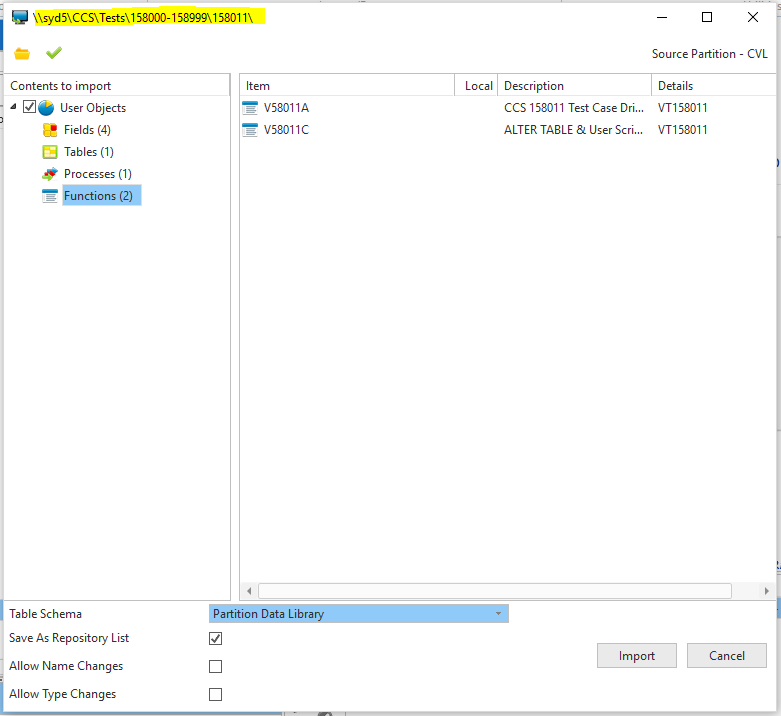 \\syd5\CCS\Tests\158000-158999\158011\
Source Partition - CVL
Contents to import
User Objects
Fields (4)
Tables (1)
Processes (1)
Functions (2)
Item Local Description Details
V58011A CCS 158011 Test Case Dri... VT158011
V58011C ALTER TABLE & User Scri... VT158011
Table Schema Partition Data Library
Save As Repository List
Allow Name Changes
Allow Type Changes
Import Cancel